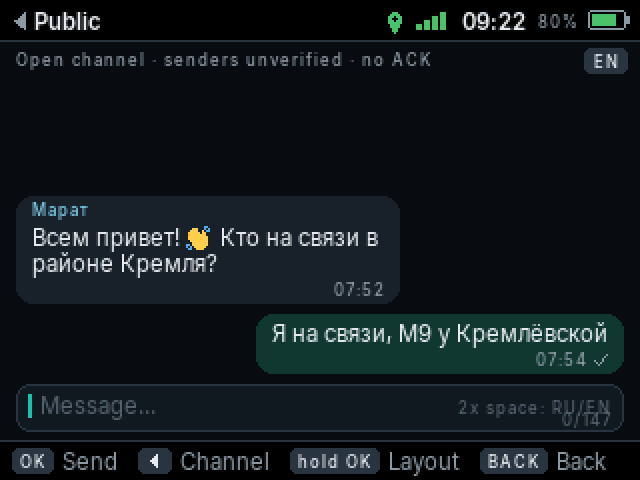 Public 09:22 80%
Open channel · senders unverified · no ACK EN
Марат
Всем привет! 👋 Кто на связи в
районе Кремля?
07:52
Я на связи, М9 у Кремлёвской
07:54 ✓
Message... 2x space: RU/EN
0/147
OK Send ◀ Channel hold OK Layout BACK Back